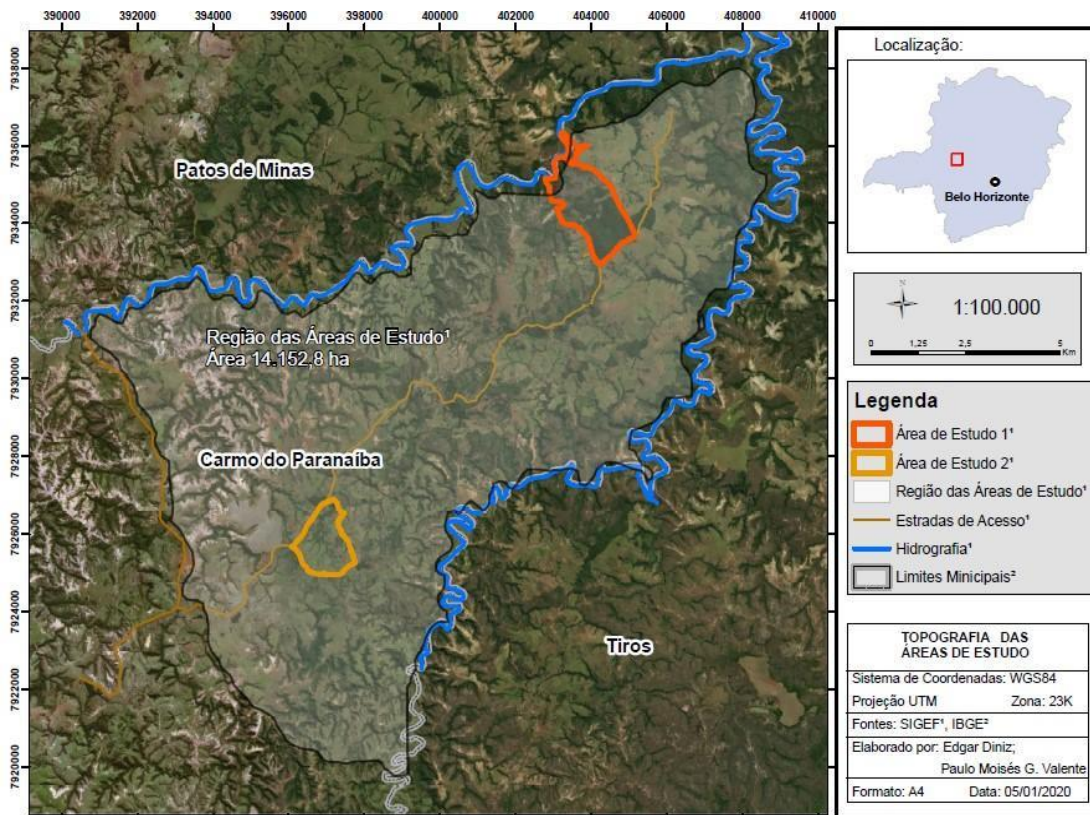 390000 392000 394000 396000 398000 400000 402000 404000 406000 408000 410000
7938000
7936000
7934000
7932000
7930000
7928000
7926000
7924000
7922000
7920000
Patos de Minas
Região das Áreas de Estudo¹
Área 14.152,8 ha
Carmo do Paranaíba
Tiros
Localização:
Belo Horizonte
N
1:100.000
0 1,25 2,5 5
Km
Legenda
Área de Estudo 1¹
Área de Estudo 2¹
Região das Áreas de Estudo¹
Estradas de Acesso¹
Hidrografia¹
Limites Minicipais²
TOPOGRAFIA DAS
ÁREAS DE ESTUDO
Sistema de Coordenadas: WGS84
Projeção UTM Zona: 23K
Fontes: SIGEF¹, IBGE²
Elaborado por: Edgar Diniz;
Paulo Moisés G. Valente
Formato: A4 Data: 05/01/2020